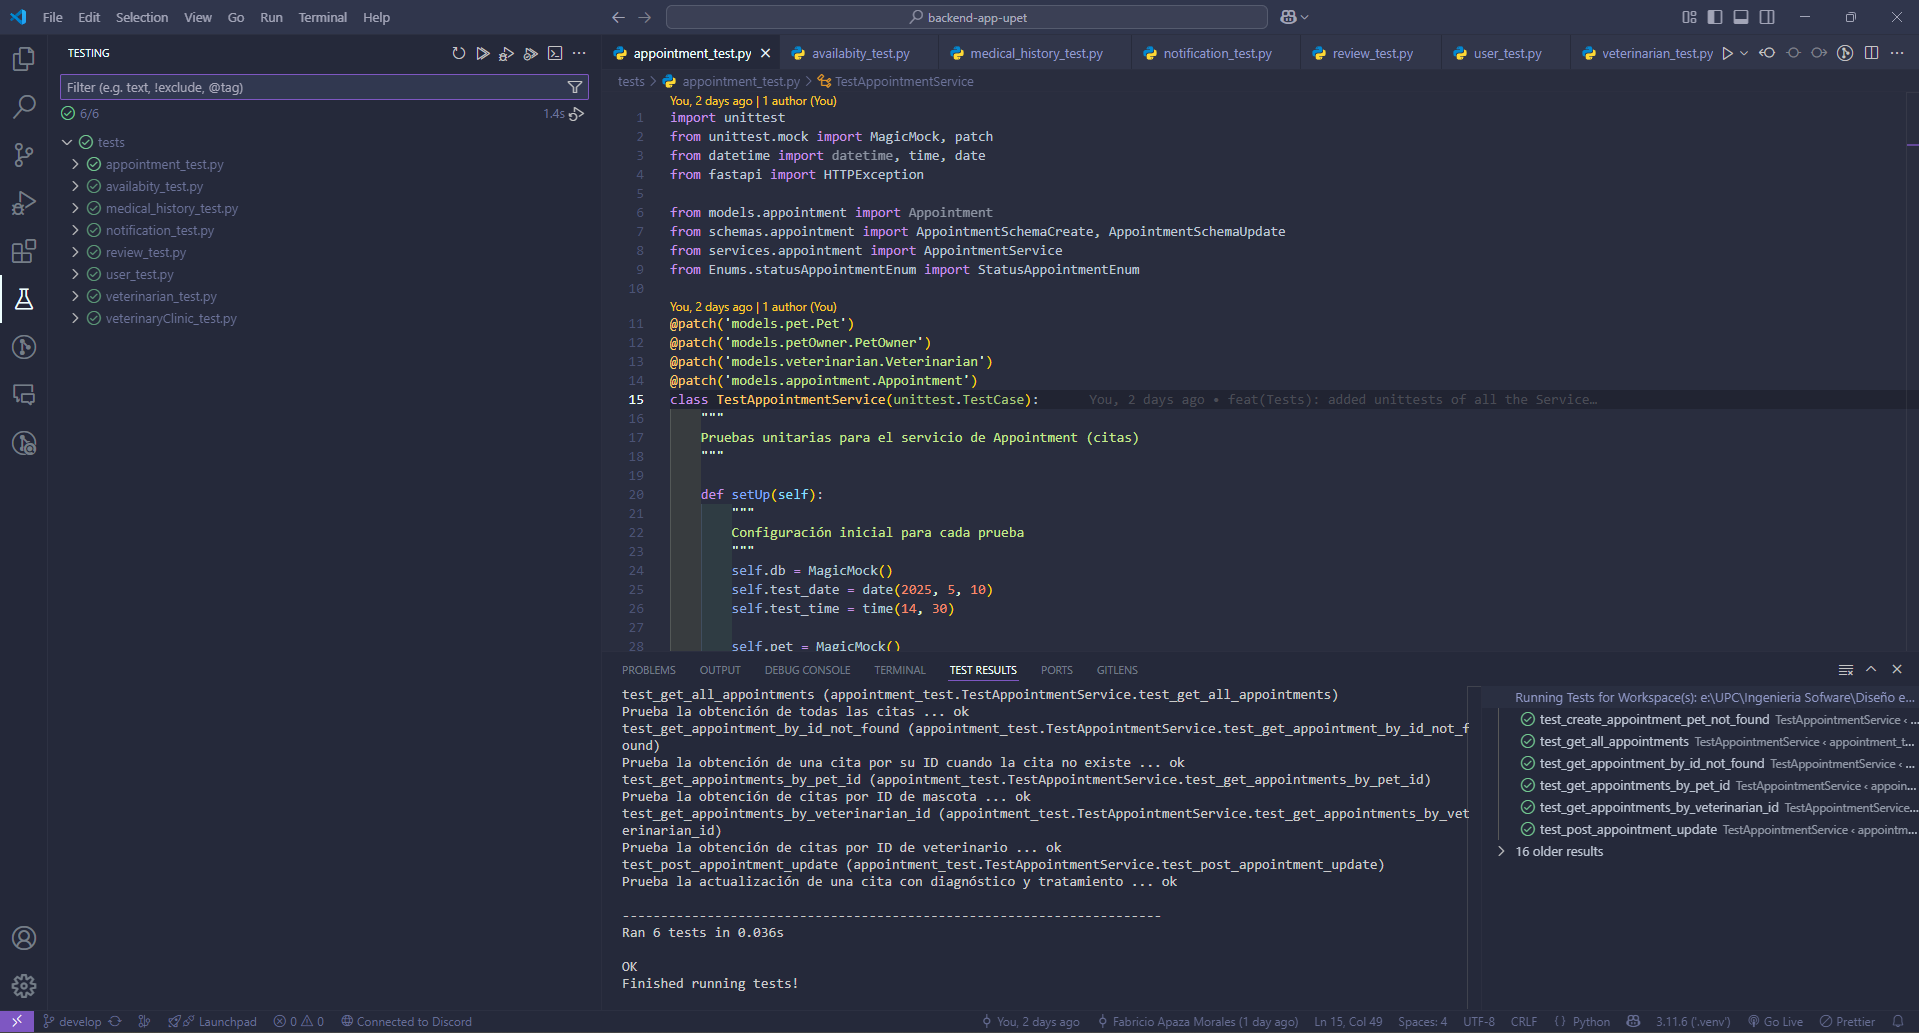 File Edit Selection View Go Run Terminal Help
backend-app-upet
TESTING
Filter (e.g. text, !exclude, @tag)
6/6
1.4s
tests
appointment_test.py
availabity_test.py
medical_history_test.py
notification_test.py
review_test.py
user_test.py
veterinarian_test.py
veterinaryClinic_test.py
appointment_test.py availabity_test.py medical_history_test.py notification_test.py review_test.py user_test.py veterinarian_test.py
tests > appointment_test.py > TestAppointmentService
You, 2 days ago | 1 author (You)
1 import unittest
2 from unittest.mock import MagicMock, patch
3 from datetime import datetime, time, date
4 from fastapi import HTTPException
5
6 from models.appointment import Appointment
7 from schemas.appointment import AppointmentSchemaCreate, AppointmentSchemaUpdate
8 from services.appointment import AppointmentService
9 from Enums.statusAppointmentEnum import StatusAppointmentEnum
10
You, 2 days ago | 1 author (You)
11 @patch('models.pet.Pet')
12 @patch('models.petOwner.PetOwner')
13 @patch('models.veterinarian.Veterinarian')
14 @patch('models.appointment.Appointment')
15 class TestAppointmentService(unittest.TestCase): You, 2 days ago • feat(Tests): added unittests of all the Service…
16 """
17 Pruebas unitarias para el servicio de Appointment (citas)
18 """
19
20 def setUp(self):
21 """
22 Configuración inicial para cada prueba
23 """
24 self.db = MagicMock()
25 self.test_date = date(2025, 5, 10)
26 self.test_time = time(14, 30)
27
28 self.pet = MagicMock()
PROBLEMS OUTPUT DEBUG CONSOLE TERMINAL TEST RESULTS PORTS GITLENS
test_get_all_appointments (appointment_test.TestAppointmentService.test_get_all_appointments)
Prueba la obtención de todas las citas ... ok
test_get_appointment_by_id_not_found (appointment_test.TestAppointmentService.test_get_appointment_by_id_not_f
ound)
Prueba la obtención de una cita por su ID cuando la cita no existe ... ok
test_get_appointments_by_pet_id (appointment_test.TestAppointmentService.test_get_appointments_by_pet_id)
Prueba la obtención de citas por ID de mascota ... ok
test_get_appointments_by_veterinarian_id (appointment_test.TestAppointmentService.test_get_appointments_by_vet
erinarian_id)
Prueba la obtención de citas por ID de veterinario ... ok
test_post_appointment_update (appointment_test.TestAppointmentService.test_post_appointment_update)
Prueba la actualización de una cita con diagnóstico y tratamiento ... ok
----------------------------------------------------------------------
Ran 6 tests in 0.036s
OK
Finished running tests!
Running Tests for Workspace(s): e:\UPC\Ingenieria Sofware\Diseño e...
test_create_appointment_pet_not_found TestAppointmentService ‹ ...
test_get_all_appointments TestAppointmentService ‹ appointment_t...
test_get_appointment_by_id_not_found TestAppointmentService ‹ ...
test_get_appointments_by_pet_id TestAppointmentService ‹ appoin...
test_get_appointments_by_veterinarian_id TestAppointmentService...
test_post_appointment_update TestAppointmentService ‹ appointm...
16 older results
develop Launchpad 0 0 Connected to Discord You, 2 days ago Fabricio Apaza Morales (1 day ago) Ln 15, Col 49 Spaces: 4 UTF-8 CRLF { } Python 3.11.6 ('.venv') Go Live Prettier